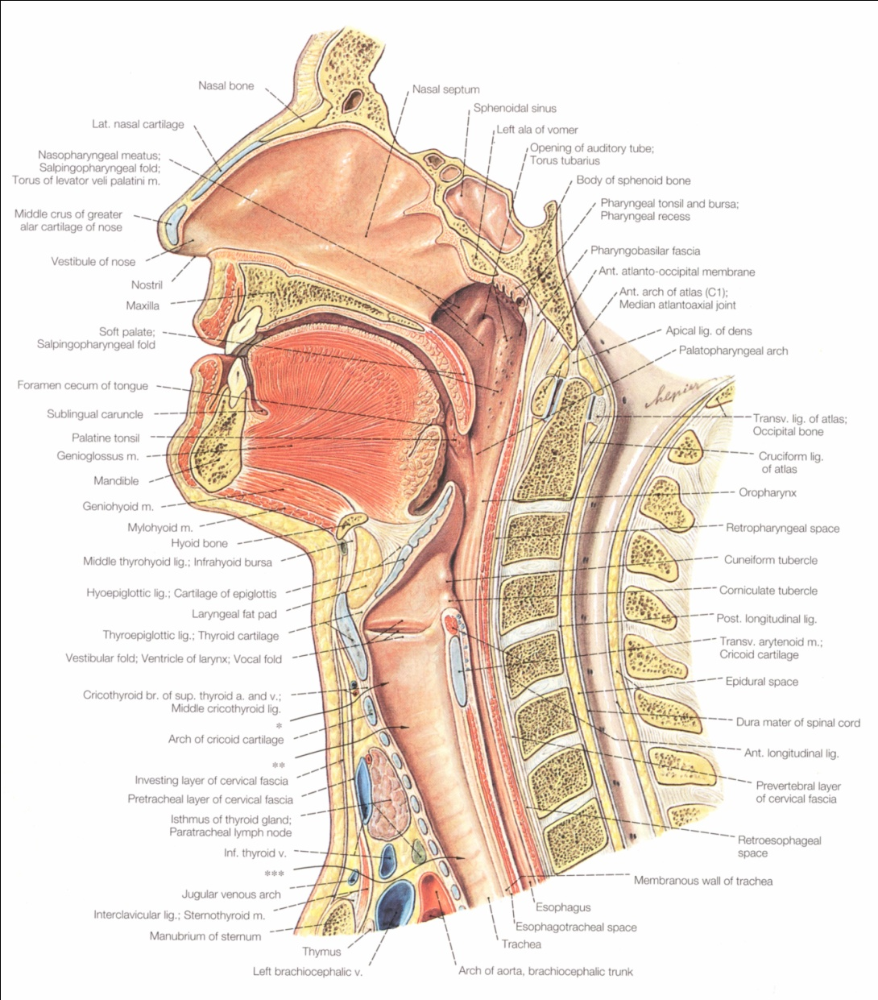 Nasal bone
Lat. nasal cartilage
Nasopharyngeal meatus;
Salpingopharyngeal fold;
Torus of levator veli palatini m.
Middle crus of greater
alar cartilage of nose
Vestibule of nose
Nostril
Maxilla
Soft palate;
Salpingopharyngeal fold
Foramen cecum of tongue
Sublingual caruncle
Palatine tonsil
Genioglossus m.
Mandible
Geniohyoid m.
Mylohyoid m.
Hyoid bone
Middle thyrohyoid lig.; Infrahyoid bursa
Hyoepiglottic lig.; Cartilage of epiglottis
Laryngeal fat pad
Thyroepiglottic lig.; Thyroid cartilage
Vestibular fold; Ventricle of larynx; Vocal fold
Cricothyroid br. of sup. thyroid a. and v.;
Middle cricothyroid lig.
*
Arch of cricoid cartilage
**
Investing layer of cervical fascia
Pretracheal layer of cervical fascia
Isthmus of thyroid gland;
Paratracheal lymph node
Inf. thyroid v.
***
Jugular venous arch
Interclavicular lig.; Sternothyroid m.
Manubrium of sternum
Thymus
Left brachiocephalic v.
Nasal septum
Sphenoidal sinus
Left ala of vomer
Opening of auditory tube;
Torus tubarius
Body of sphenoid bone
Pharyngeal tonsil and bursa;
Pharyngeal recess
Pharyngobasilar fascia
Ant. atlanto-occipital membrane
Ant. arch of atlas (C1);
Median atlantoaxial joint
Apical lig. of dens
Palatopharyngeal arch
Transv. lig. of atlas;
Occipital bone
Cruciform lig.
of atlas
Oropharynx
Retropharyngeal space
Cuneiform tubercle
Corniculate tubercle
Post. longitudinal lig.
Transv. arytenoid m.;
Cricoid cartilage
Epidural space
Dura mater of spinal cord
Ant. longitudinal lig.
Prevertebral layer
of cervical fascia
Retroesophageal
space
Membranous wall of trachea
Esophagus
Esophagotracheal space
Trachea
Arch of aorta, brachiocephalic trunk